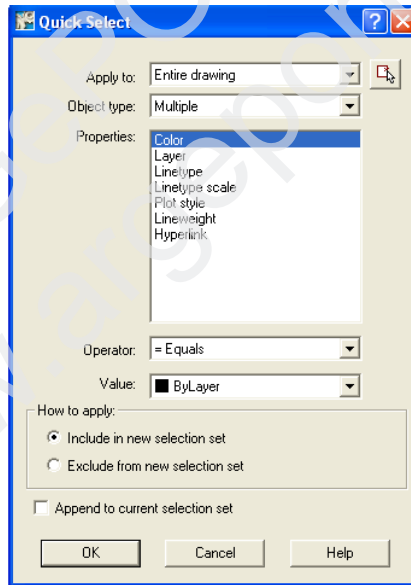 Quick Select
Apply to: Entire drawing
Object type: Multiple
Properties: Color
Layer
Linetype
Linetype scale
Plot style
Lineweight
Hyperlink
Operator: = Equals
Value: ByLayer
How to apply:
Include in new selection set
Exclude from new selection set
Append to current selection set
OK Cancel Help